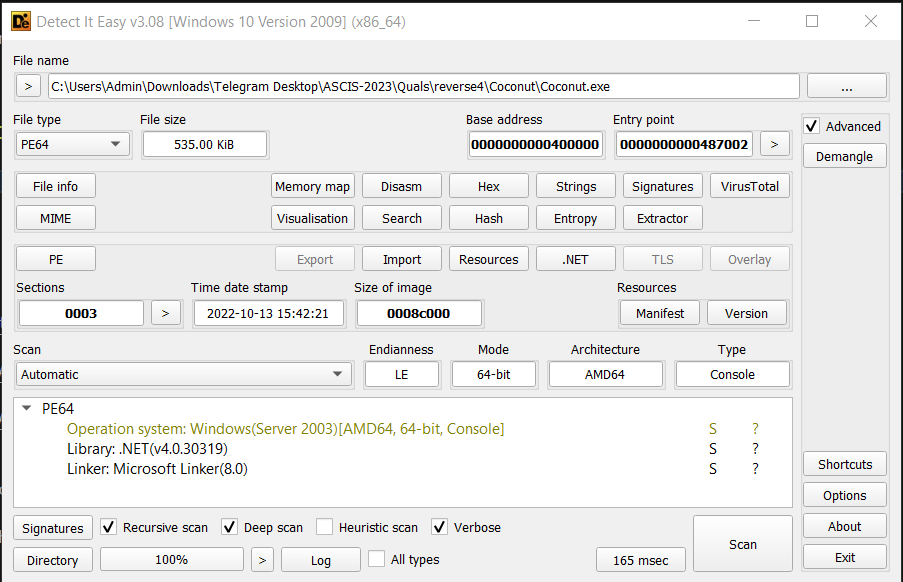 Detect It Easy v3.08 [Windows 10 Version 2009] (x86_64)
File name
> C:\Users\Admin\Downloads\Telegram Desktop\ASCIS-2023\Quals\reverse4\Coconut\Coconut.exe ...
File type File size Base address Entry point Advanced
PE64 535.00 KiB 0000000000400000 0000000000487002 >
Demangle
File info Memory map Disasm Hex Strings Signatures VirusTotal
MIME Visualisation Search Hash Entropy Extractor
PE Export Import Resources .NET TLS Overlay
Sections Time date stamp Size of image Resources
0003 > 2022-10-13 15:42:21 0008c000 Manifest Version
Scan Endianness Mode Architecture Type
Automatic LE 64-bit AMD64 Console
PE64
Operation system: Windows(Server 2003)[AMD64, 64-bit, Console] S ?
Library: .NET(v4.0.30319) S ?
Linker: Microsoft Linker(8.0) S ?
Shortcuts
Options
Signatures Recursive scan Deep scan Heuristic scan Verbose Scan About
Directory 100% > Log All types 165 msec Exit